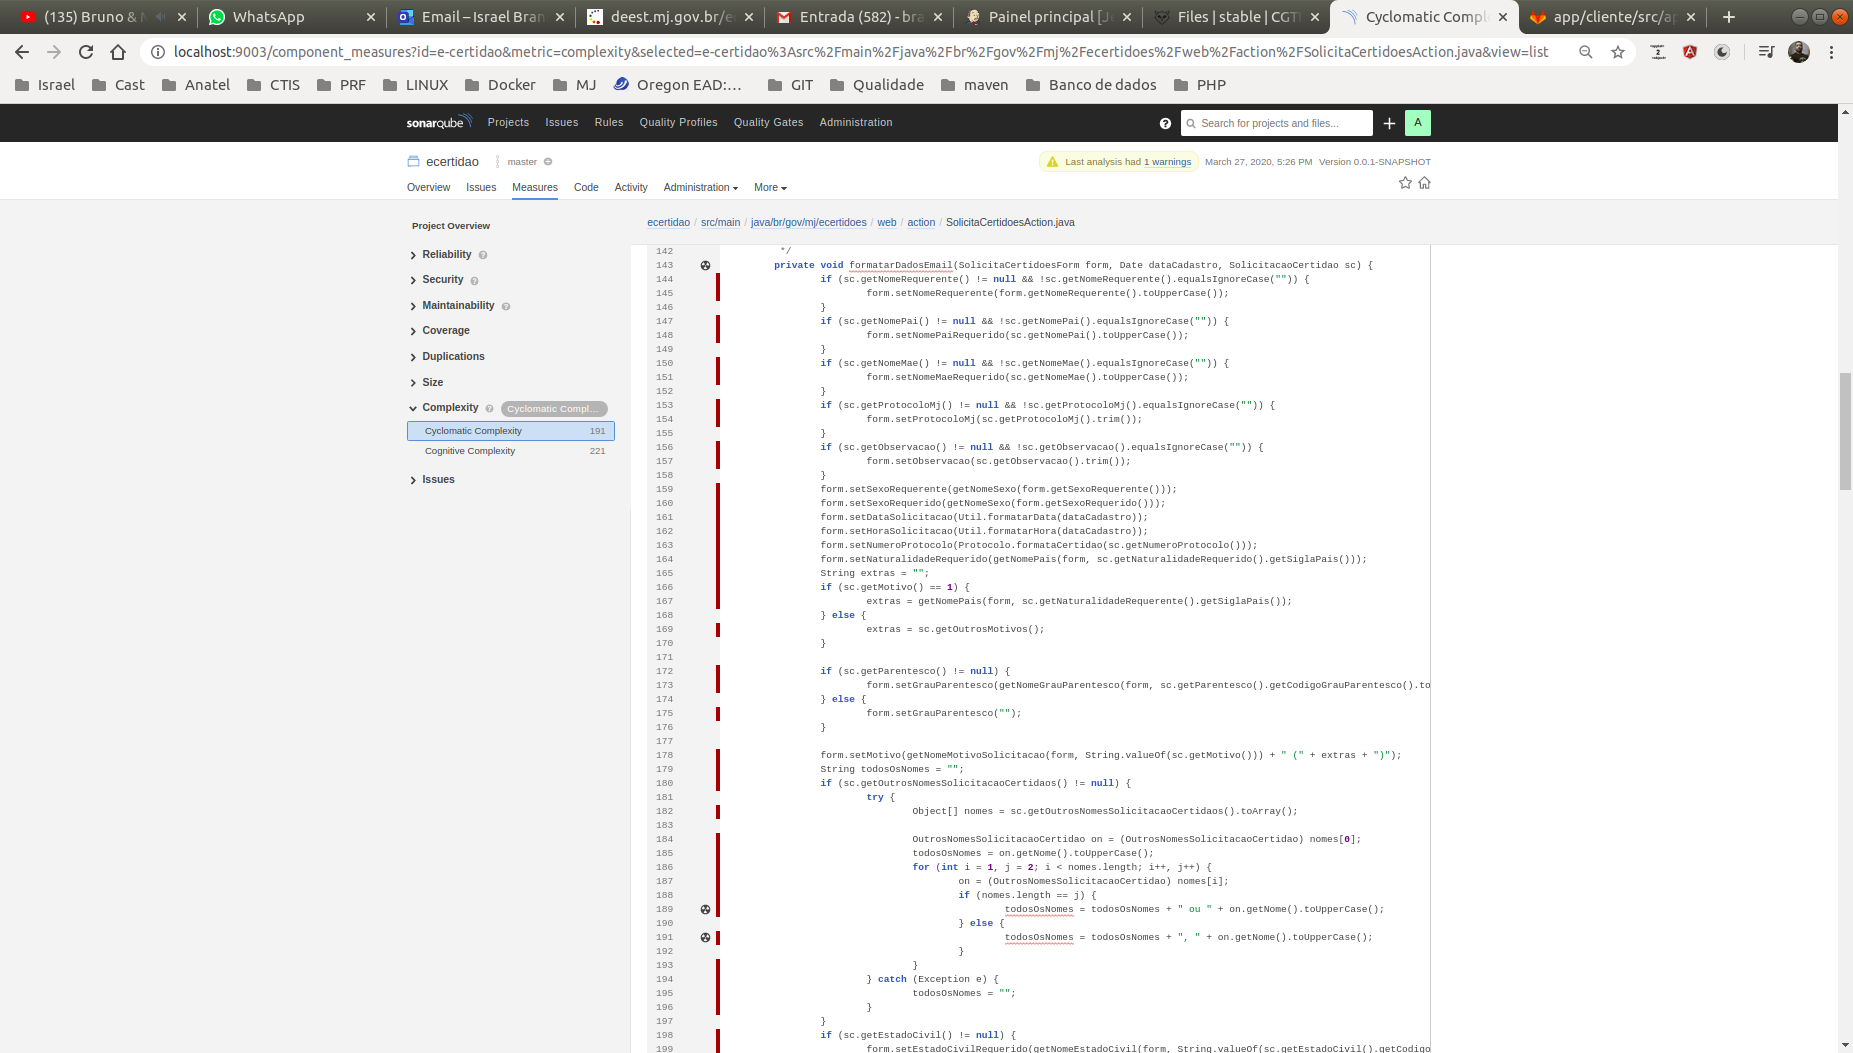 (135) Bruno & M
WhatsApp
Email – Israel Bran
deest.mj.gov.br/ec
Entrada (582) - bra
Painel principal [Je
Files | stable | CGTI
Cyclomatic Compl
app/cliente/src/ap
localhost:9003/component_measures?id=e-certidao&metric=complexity&selected=e-certidao%3Asrc%2Fmain%2Fjava%2Fbr%2Fgov%2Fmj%2Fecertidoes%2Fweb%2Faction%2FSolicitaCertidoesAction.java&view=list
Israel Cast Anatel CTIS PRF LINUX Docker MJ Oregon EAD:... GIT Qualidade maven Banco de dados PHP
sonarqube Projects Issues Rules Quality Profiles Quality Gates Administration Search for projects and files... A
ecertidao master Last analysis had 1 warnings March 27, 2020, 5:26 PM Version 0.0.1-SNAPSHOT
Overview Issues Measures Code Activity Administration More
Project Overview
Reliability
Security
Maintainability
Coverage
Duplications
Size
Complexity Cyclomatic Compl...
Cyclomatic Complexity 191
Cognitive Complexity 221
Issues
ecertidao / src/main / java/br/gov/mj/ecertidoes / web / action / SolicitaCertidoesAction.java
142 */
143 private void formatarDadosEmail(SolicitaCertidoesForm form, Date dataCadastro, SolicitacaoCertidao sc) {
144 if (sc.getNomeRequerente() != null && !sc.getNomeRequerente().equalsIgnoreCase("")) {
145 form.setNomeRequerente(form.getNomeRequerente().toUpperCase());
146 }
147 if (sc.getNomePai() != null && !sc.getNomePai().equalsIgnoreCase("")) {
148 form.setNomePaiRequerido(sc.getNomePai().toUpperCase());
149 }
150 if (sc.getNomeMae() != null && !sc.getNomeMae().equalsIgnoreCase("")) {
151 form.setNomeMaeRequerido(sc.getNomeMae().toUpperCase());
152 }
153 if (sc.getProtocoloMj() != null && !sc.getProtocoloMj().equalsIgnoreCase("")) {
154 form.setProtocoloMj(sc.getProtocoloMj().trim());
155 }
156 if (sc.getObservacao() != null && !sc.getObservacao().equalsIgnoreCase("")) {
157 form.setObservacao(sc.getObservacao().trim());
158 }
159 form.setSexoRequerente(getNomeSexo(form.getSexoRequerente()));
160 form.setSexoRequerido(getNomeSexo(form.getSexoRequerido()));
161 form.setDataSolicitacao(Util.formatarData(dataCadastro));
162 form.setHoraSolicitacao(Util.formatarHora(dataCadastro));
163 form.setNumeroProtocolo(Protocolo.formataCertidao(sc.getNumeroProtocolo()));
164 form.setNaturalidadeRequerido(getNomePais(form, sc.getNaturalidadeRequerido().getSiglaPais()));
165 String extras = "";
166 if (sc.getMotivo() == 1) {
167 extras = getNomePais(form, sc.getNaturalidadeRequerente().getSiglaPais());
168 } else {
169 extras = sc.getOutrosMotivos();
170 }
171
172 if (sc.getParentesco() != null) {
173 form.setGrauParentesco(getNomeGrauParentesco(form, sc.getParentesco().getCodigoGrauParentesco().to
174 } else {
175 form.setGrauParentesco("");
176 }
177
178 form.setMotivo(getNomeMotivoSolicitacao(form, String.valueOf(sc.getMotivo())) + " (" + extras + ")");
179 String todosOsNomes = "";
180 if (sc.getOutrosNomesSolicitacaoCertidaos() != null) {
181 try {
182 Object[] nomes = sc.getOutrosNomesSolicitacaoCertidaos().toArray();
183
184 OutrosNomesSolicitacaoCertidao on = (OutrosNomesSolicitacaoCertidao) nomes[0];
185 todosOsNomes = on.getNome().toUpperCase();
186 for (int i = 1, j = 2; i < nomes.length; i++, j++) {
187 on = (OutrosNomesSolicitacaoCertidao) nomes[i];
188 if (nomes.length == j) {
189 todosOsNomes = todosOsNomes + " ou " + on.getNome().toUpperCase();
190 } else {
191 todosOsNomes = todosOsNomes + ", " + on.getNome().toUpperCase();
192 }
193 }
194 } catch (Exception e) {
195 todosOsNomes = "";
196 }
197 }
198 if (sc.getEstadoCivil() != null) {
199 form.setEstadoCivilRequerido(getNomeEstadoCivil(form, String.valueOf(sc.getEstadoCivil().getCodigo